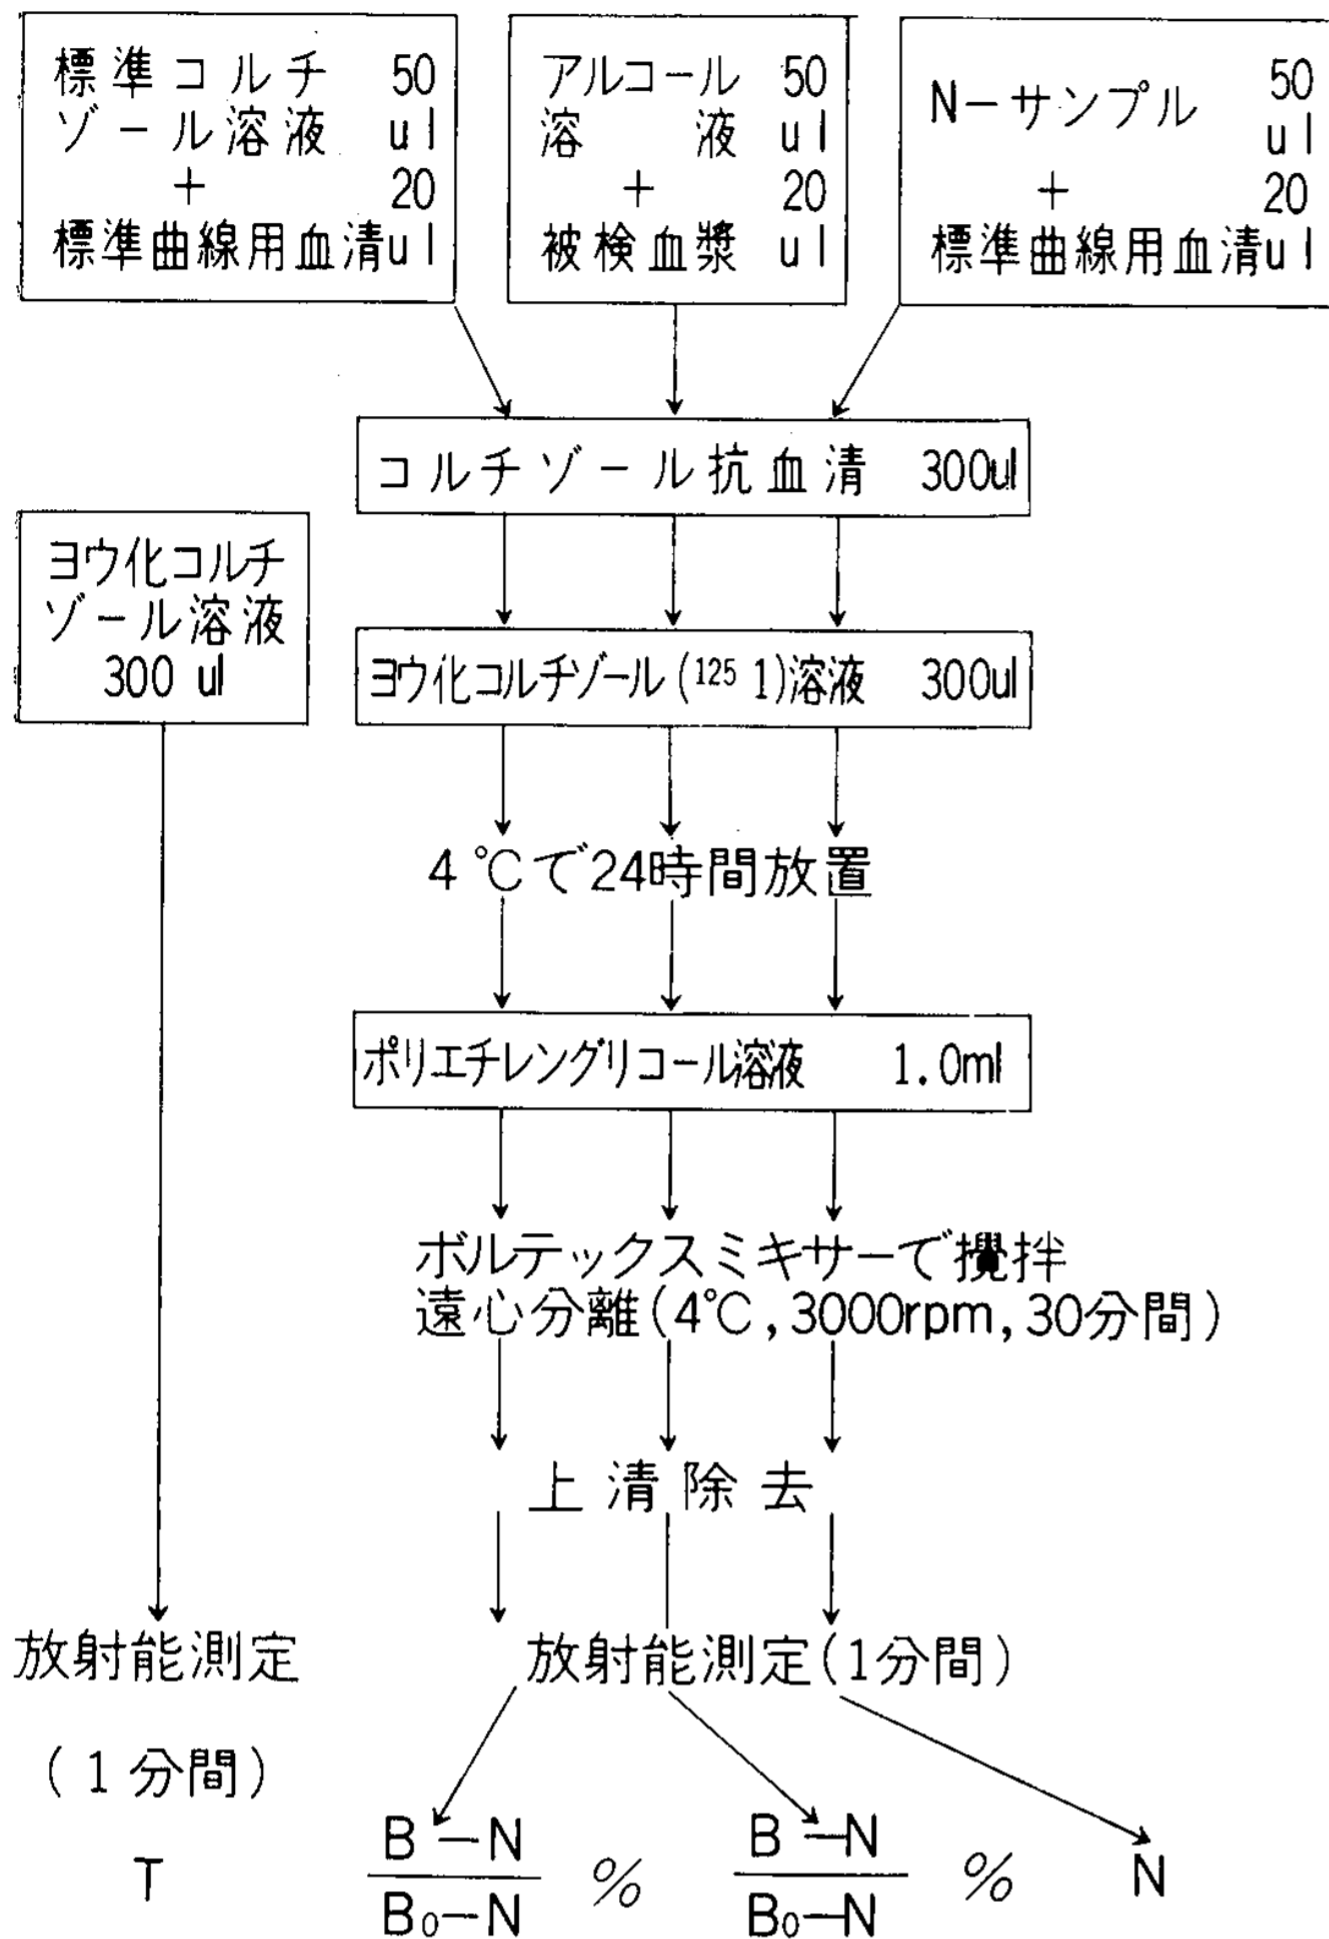 標準コルチ 50
ゾール溶液 ul
+ 20
標準曲線用血清ul
アルコール 50
溶 液 ul
+ 20
被検血漿 ul
N-サンプル 50
ul
+ 20
標準曲線用血清ul
コルチゾール抗血清 300ul
ヨウ化コルチ
ゾール溶液
300 ul
ヨウ化コルチゾール(125 1)溶液 300ul
4℃で24時間放置
ポリエチレングリコール溶液 1.0ml
ボルテックスミキサーで攪拌
遠心分離(4℃,3000rpm,30分間)
上清除去
放射能測定
(1分間)
T
放射能測定(1分間)
B-N
B0-N
%
B-N
B0-N
%
N